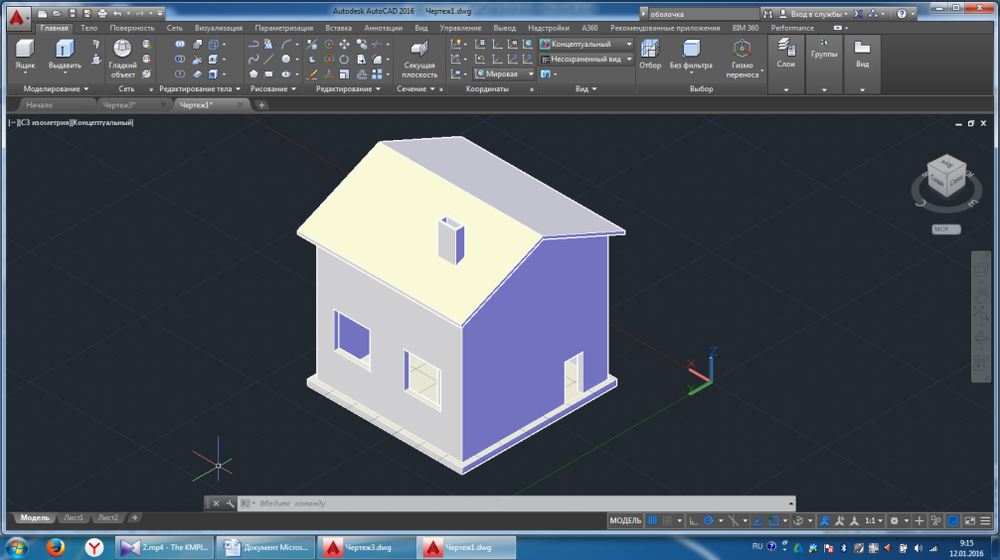 Autodesk AutoCAD 2016 Чертеж1.dwg
оболочка
Вход в службы
Главная Тело Поверхность Сеть Визуализация Параметризация Вставка Аннотации Вид Управление Вывод Надстройки A360 Рекомендованные приложения BIM 360 Performance
Ящик Выдавить Гладкий объект Секущая плоскость Концептуальный Несохраненный вид Мировая Отбор Без фильтра Гизмо переноса Слои Группы Вид
Моделирование Сеть Редактирование тела Рисование Редактирование Сечение Координаты Вид Выбор
Начало Чертеж3* Чертеж1*
[−][СЗ изометрия][Концептуальный]
МСК
X
Y
Z
Введите команду
Модель Лист1 Лист2
МОДЕЛЬ
1:1
2.mp4 - The KMPl... Документ Micros... Чертеж3.dwg Чертеж1.dwg
RU
9:15
12.01.2016